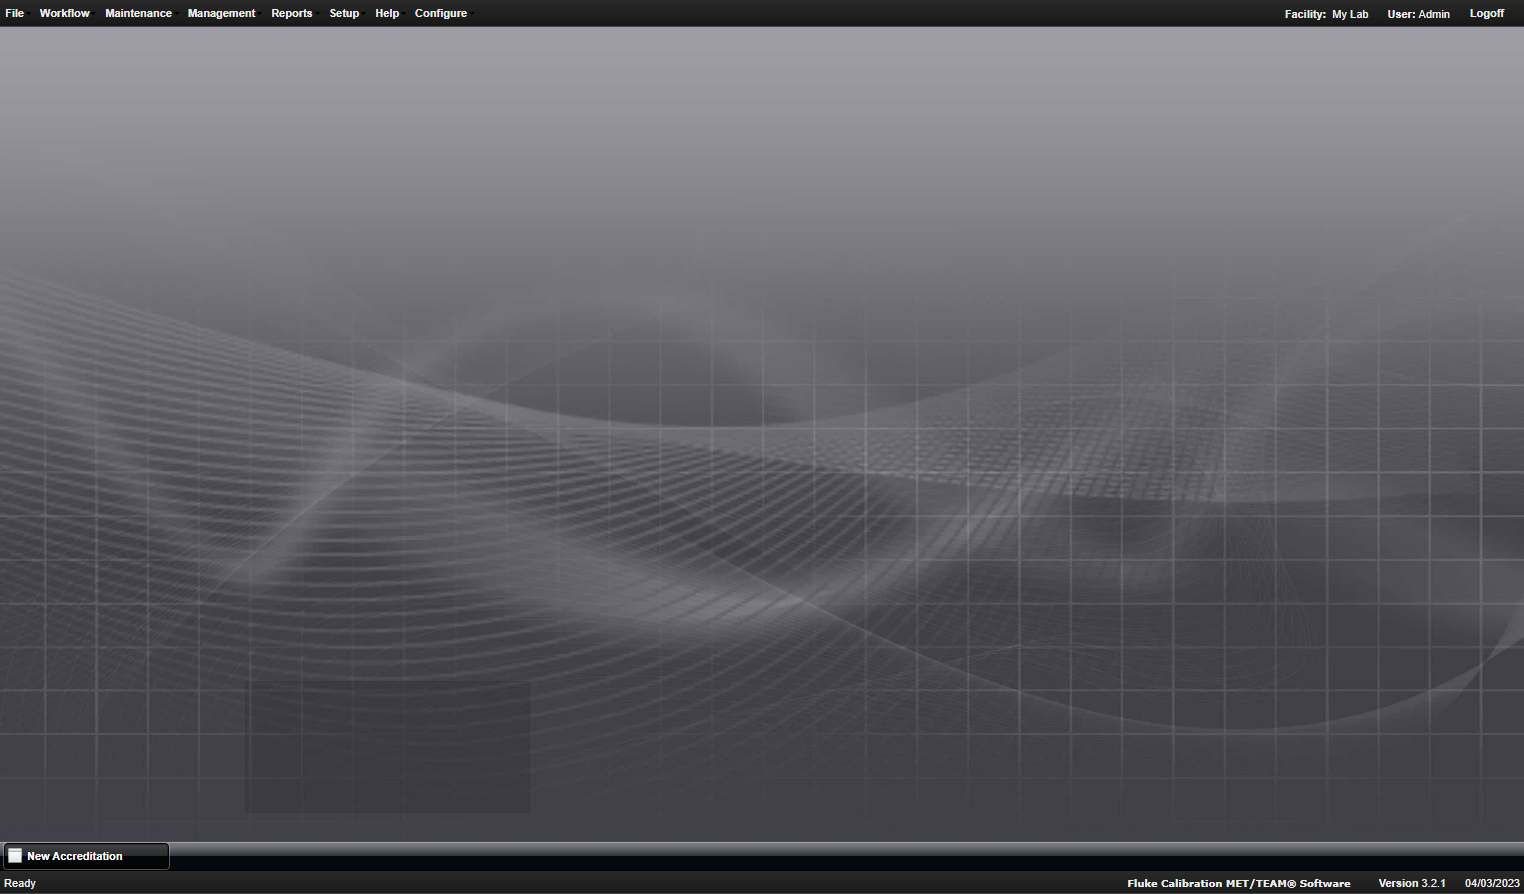 File Workflow Maintenance Management Reports Setup Help Configure Facility: My Lab User: Admin Logoff
New Accreditation
Ready Fluke Calibration MET/TEAM® Software Version 3.2.1 04/03/2023